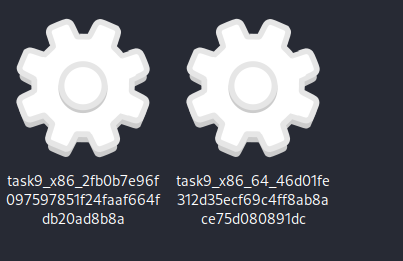 task9_x86_2fb0b7e96f
097597851f24faaf664f
db20ad8b8a
task9_x86_64_46d01fe
312d35ecf69c4ff8ab8a
ce75d080891dc